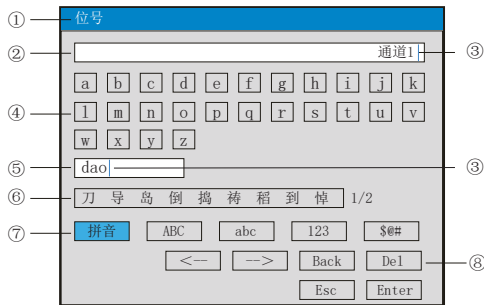 ① 位号
② 通道1 ③
a b c d e f g h i j k
④ l m n o p q r s t u v
w x y z
⑤ dao ③
⑥ 刀 导 岛 倒 捣 祷 稻 到 悼 1/2
⑦ 拼音 ABC abc 123 $@#
<-- --> Back Del ⑧
Esc Enter